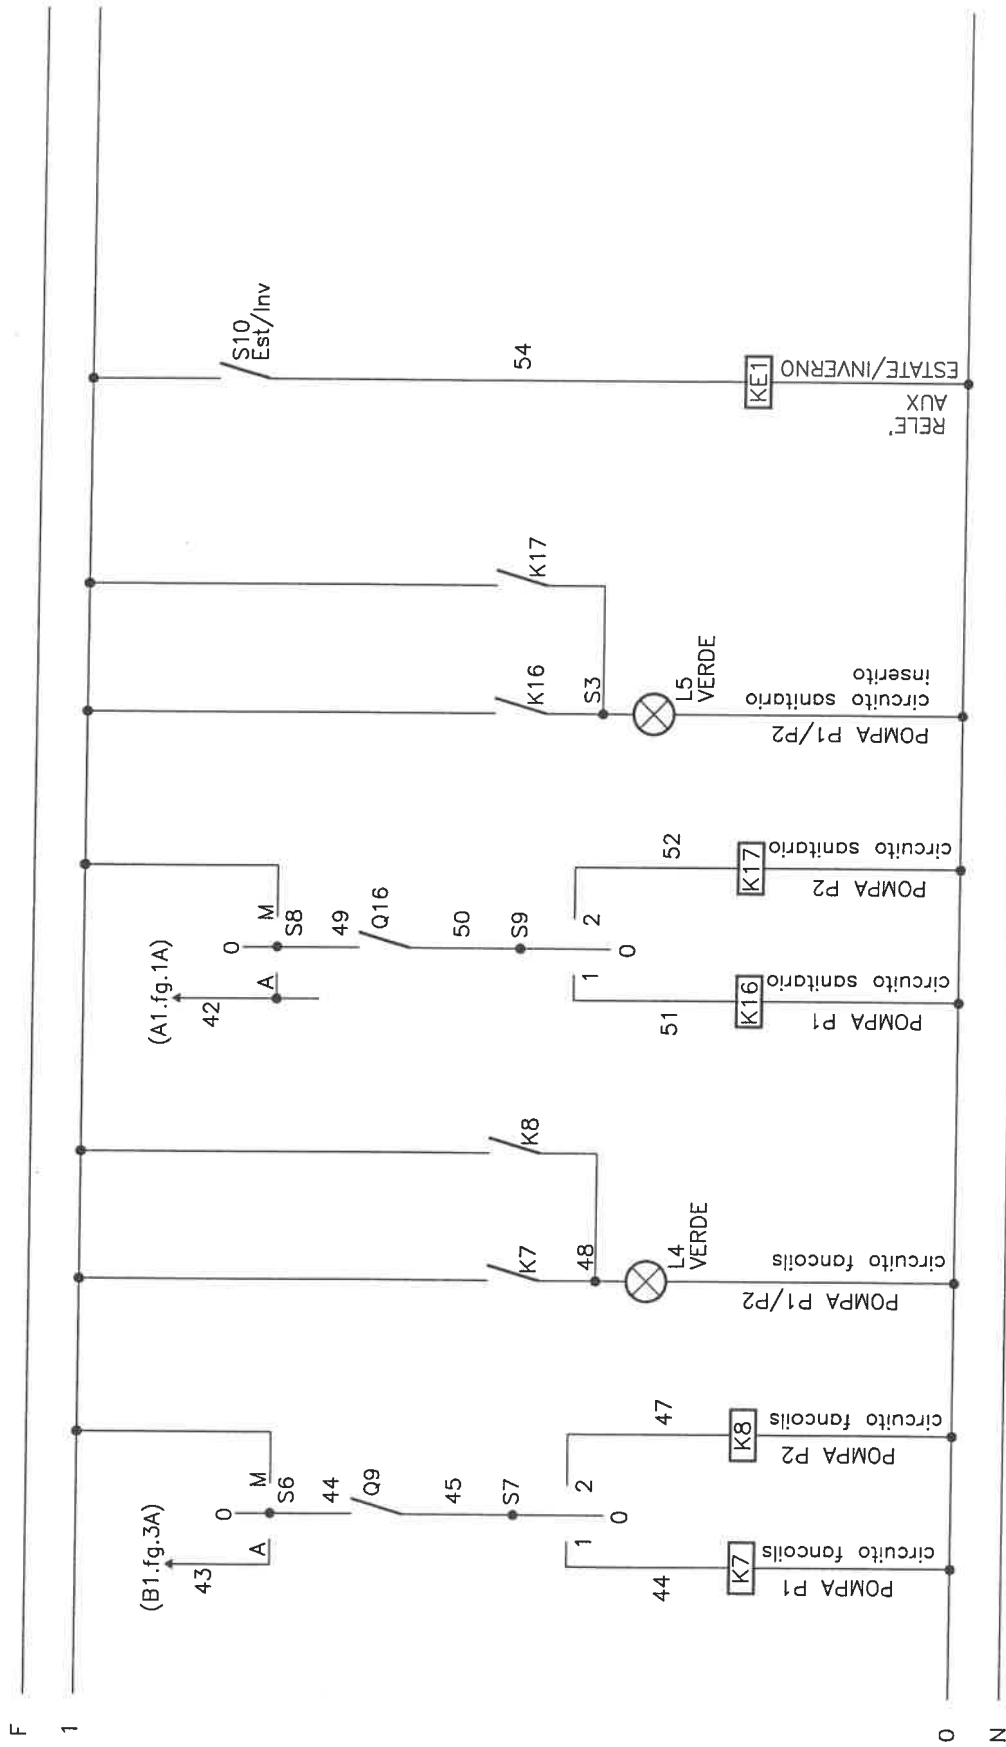 F
1
(B1.fg.3A)
43
0
A
M
S6
44
Q9
45
S7
1
2
0
44
47
K7
K8
POMPA P1
circuito fancoils
POMPA P2
circuito fancoils
K7
K8
48
L4
VERDE
POMPA P1/P2
circuito fancoils
(A1.fg.1A)
42
0
A
M
S8
49
Q16
50
S9
1
2
0
51
52
K16
K17
POMPA P1
circuito sanitario
POMPA P2
circuito sanitario
K16
K17
S3
L5
VERDE
POMPA P1/P2
circuito sanitario
inserito
S10
Est/Inv
54
KE1
RELE'
AUX
ESTATE/INVERNO
0
N